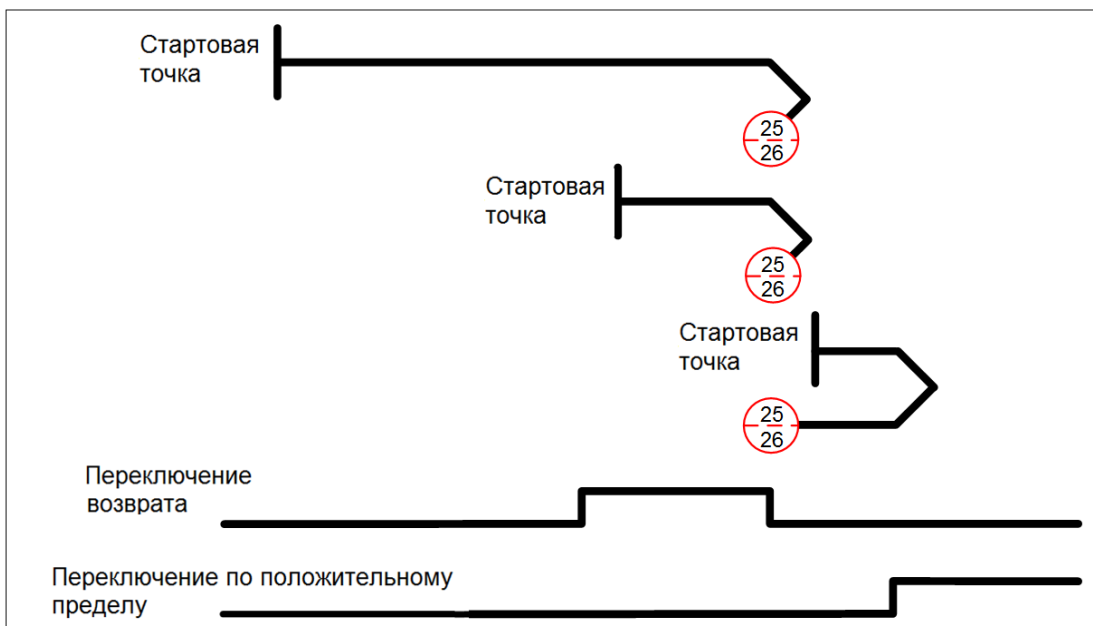 Стартовая
точка
25
26
Стартовая
точка
25
26
Стартовая
точка
25
26
Переключение
возврата
Переключение по положительному
пределу